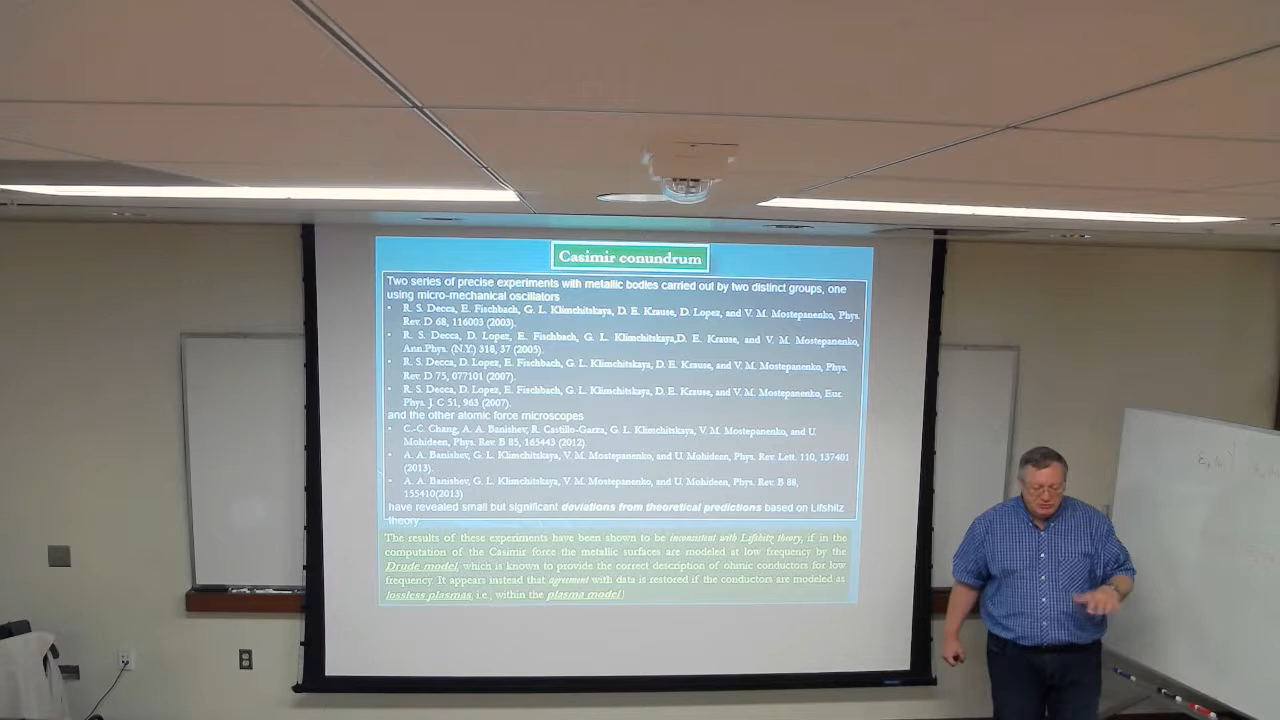 Casimir conundrum
Two series of precise experiments with metallic bodies carried out by two distinct groups, one
using micro-mechanical oscillators
• R. S. Decca, E. Fischbach, G. L. Klimchitskaya, D. E. Krause, D. Lopez, and V. M. Mostepanenko, Phys.
Rev. D 68, 116003 (2003).
• R. S. Decca, D. Lopez, E. Fischbach, G. L. Klimchitskaya,D. E. Krause, and V. M. Mostepanenko,
Ann.Phys. (N.Y.) 318, 37 (2005).
• R. S. Decca, D. Lopez, E. Fischbach, G. L. Klimchitskaya, D. E. Krause, and V. M. Mostepanenko, Phys.
Rev. D 75, 077101 (2007).
• R. S. Decca, D. Lopez, E. Fischbach, G. L. Klimchitskaya, D. E. Krause, and V. M. Mostepanenko, Eur.
Phys. J. C 51, 963 (2007).
and the other atomic force microscopes
• C.-C. Chang, A. A. Banishev, R. Castillo-Garza, G. L. Klimchitskaya, V. M. Mostepanenko, and U.
Mohideen, Phys. Rev. B 85, 165443 (2012).
• A. A. Banishev, G. L. Klimchitskaya, V. M. Mostepanenko, and U. Mohideen, Phys. Rev. Lett. 110, 137401
(2013).
• A. A. Banishev, G. L. Klimchitskaya, V. M. Mostepanenko, and U. Mohideen, Phys. Rev. B 88,
155410(2013)
have revealed small but significant deviations from theoretical predictions based on Lifshitz
theory.
The results of these experiments have been shown to be inconsistent with Lifshitz theory, if in the
computation of the Casimir force the metallic surfaces are modeled at low frequency by the
Drude model, which is known to provide the correct description of ohmic conductors for low
frequency. It appears instead that agreement with data is restored if the conductors are modeled as
lossless plasmas, i.e., within the plasma model)